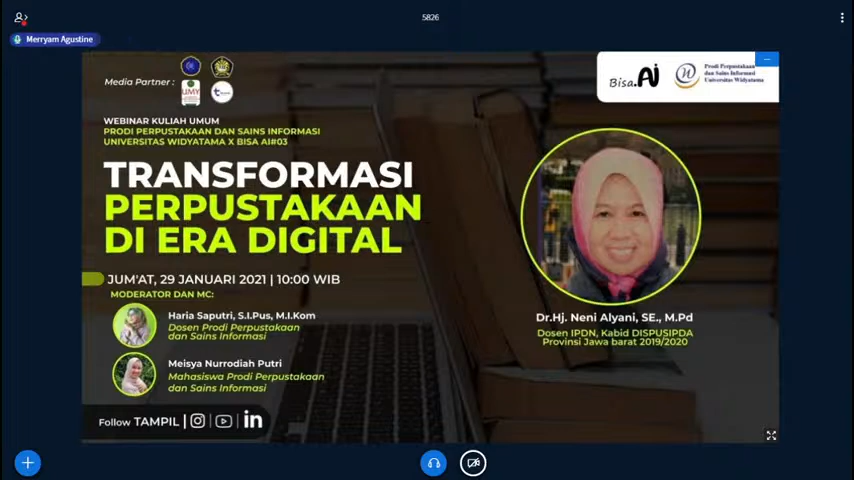 5826
Merryam Agustine
Media Partner :
UMY
Bisa.AI
Prodi Perpustakaan
dan Sains Informasi
Universitas Widyatama
WEBINAR KULIAH UMUM
PRODI PERPUSTAKAAN DAN SAINS INFORMASI
UNIVERSITAS WIDYATAMA X BISA AI#03
TRANSFORMASI
PERPUSTAKAAN
DI ERA DIGITAL
JUM'AT, 29 JANUARI 2021 | 10:00 WIB
MODERATOR DAN MC:
Haria Saputri, S.I.Pus, M.I.Kom
Dosen Prodi Perpustakaan
dan Sains Informasi
Meisya Nurrodiah Putri
Mahasiswa Prodi Perpustakaan
dan Sains Informasi
Dr.Hj. Neni Alyani, SE., M.Pd
Dosen IPDN, Kabid DISPUSIPDA
Provinsi Jawa barat 2019/2020
Follow TAMPIL | in